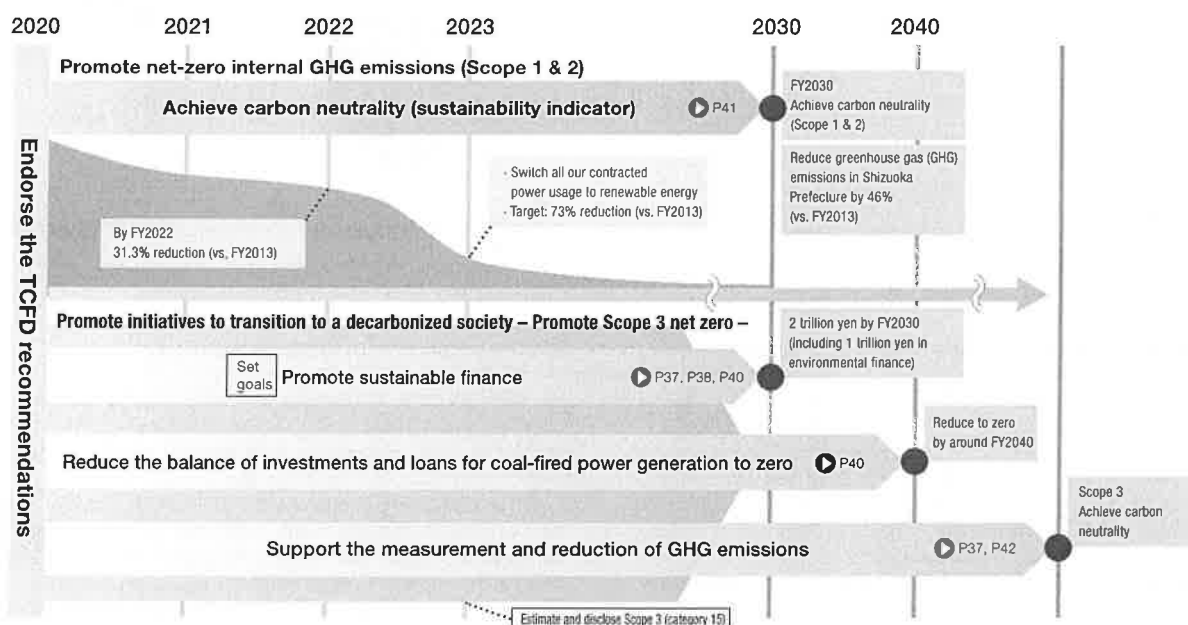 2020
2021
2022
2023
2030
2040
Endorse the TCFD recommendations
Promote net-zero internal GHG emissions (Scope 1 & 2)
Achieve carbon neutrality (sustainability indicator)
P41
FY2030
Achieve carbon neutrality
(Scope 1 & 2)
Reduce greenhouse gas (GHG)
emissions in Shizuoka
Prefecture by 46%
(vs. FY2013)
- Switch all our contracted
power usage to renewable energy
- Target: 73% reduction (vs. FY2013)
By FY2022
31.3% reduction (vs, FY2013)
Promote initiatives to transition to a decarbonized society – Promote Scope 3 net zero –
2 trillion yen by FY2030
(including 1 trillion yen in
environmental finance)
Set
goals
Promote sustainable finance
P37, P38, P40
Reduce the balance of investments and loans for coal-fired power generation to zero
P40
Reduce to zero
by around FY2040
Support the measurement and reduction of GHG emissions
P37, P42
Scope 3
Achieve carbon
neutrality
Estimate and disclose Scope 3 (category 15)